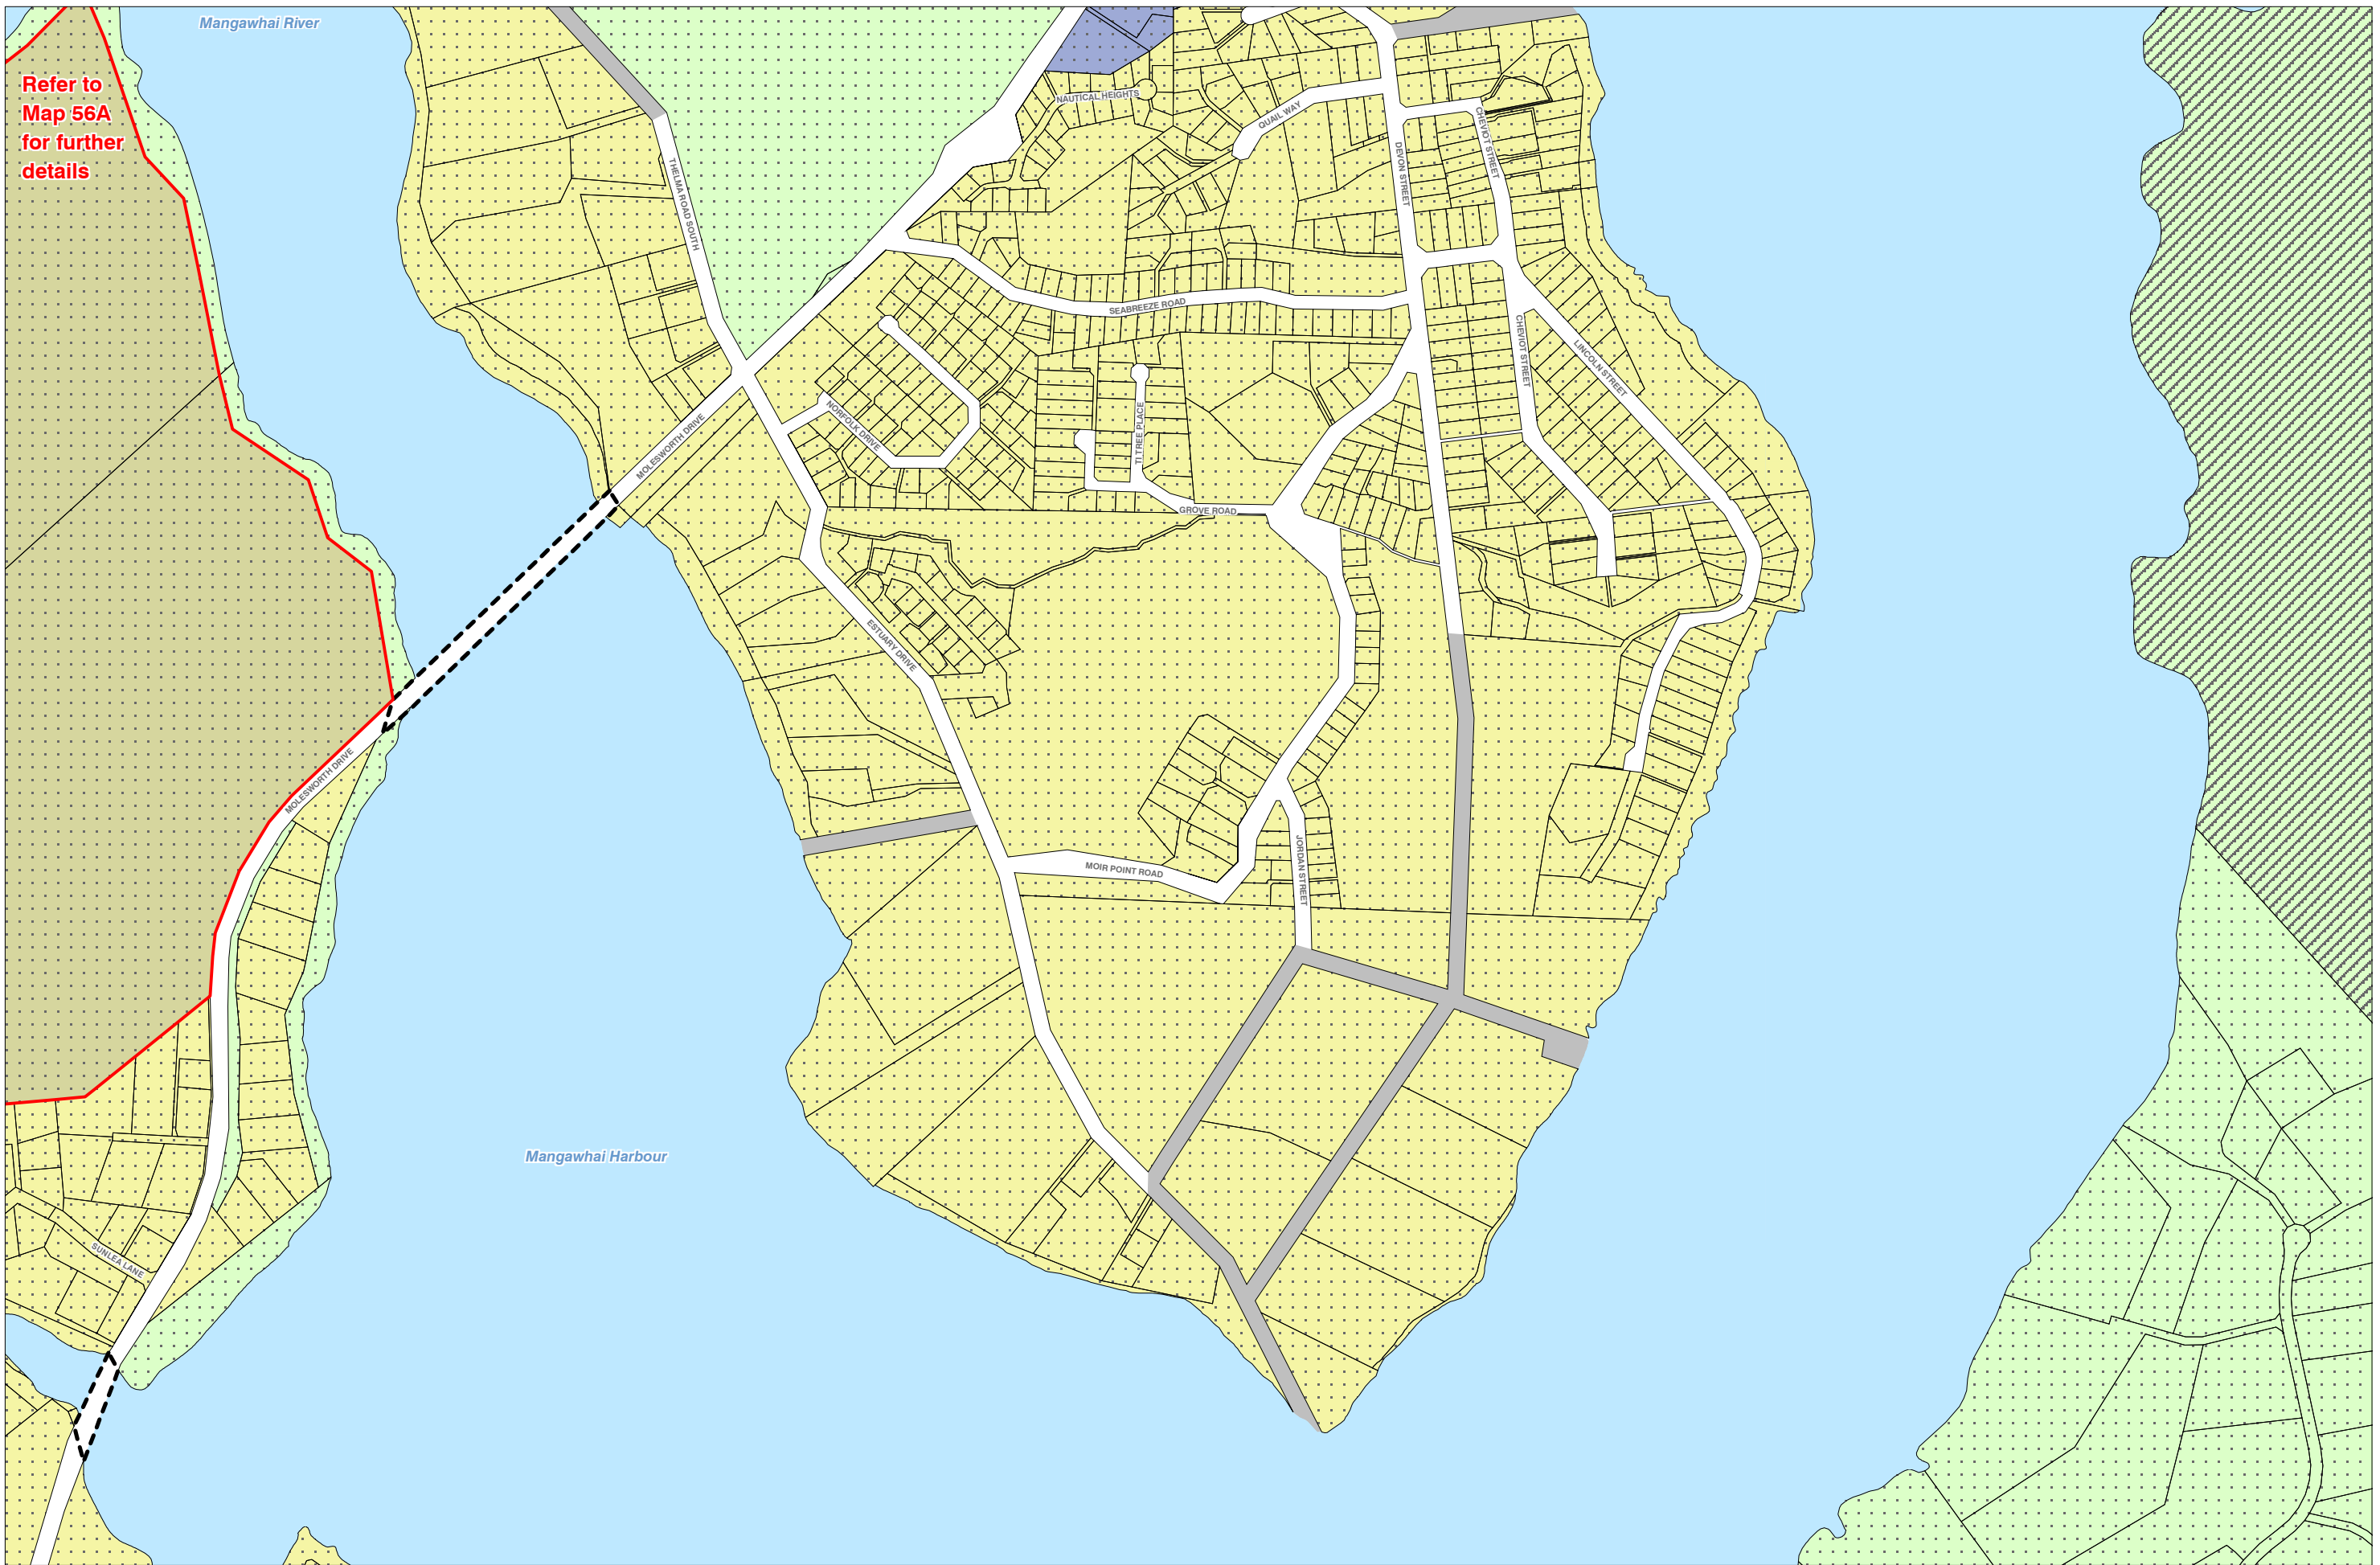 Mangawhai River
Refer to
Map 56A
for further
details
NAUTICAL HEIGHTS
QUAIL WAY
CHEVIOT STREET
DEVON STREET
THELMA ROAD SOUTH
SEABREEZE ROAD
CHEVIOT STREET
LINCOLN STREET
NORFOLK DRIVE
TI TREE PLACE
MOLESWORTH DRIVE
GROVE ROAD
ESTUARY DRIVE
MOLESWORTH DRIVE
MOIR POINT ROAD
JORDAN STREET
Mangawhai Harbour
SUNLEA LANE